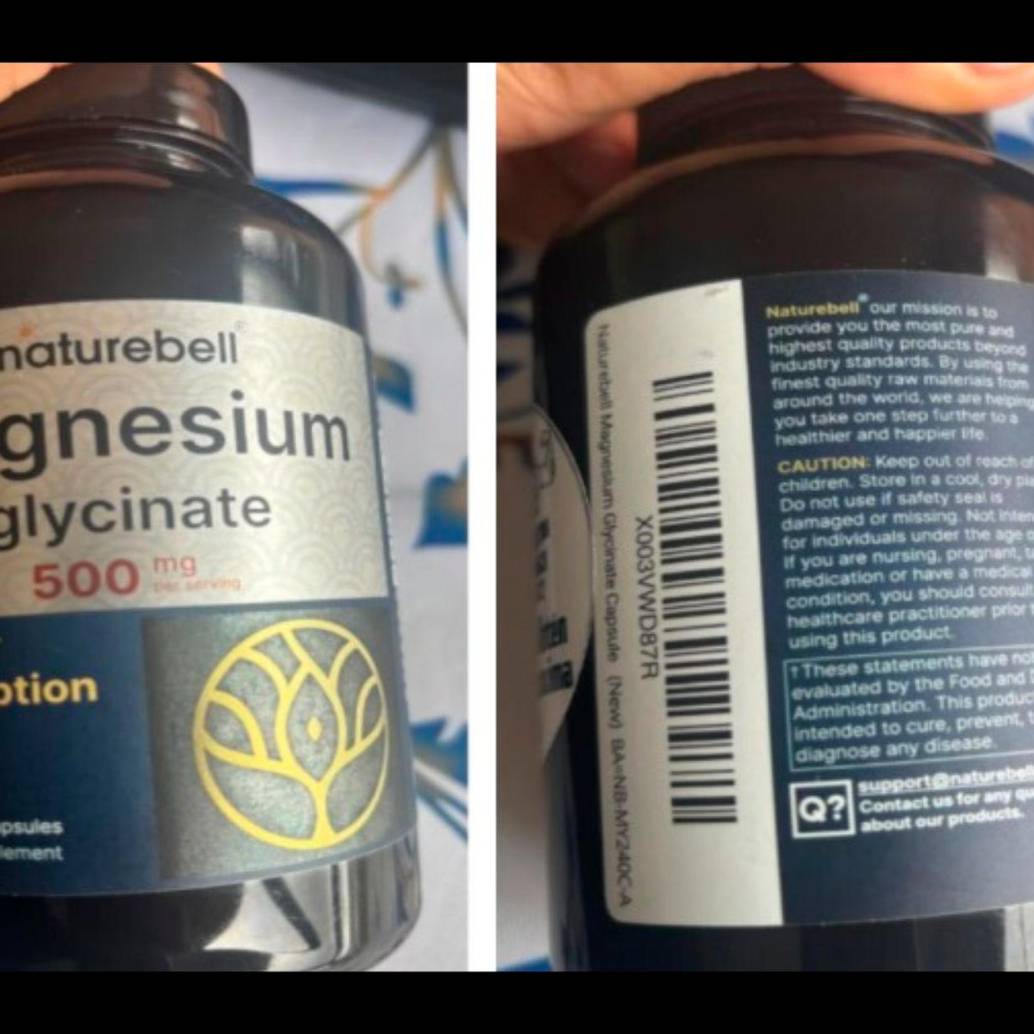 naturebell®
gnesium
glycinate
500 mg
per serving
ption
psules
lement
Naturebell Magnesium Glycinate Capsule (New) BA=NB-MY240C-A
X003VWD87R
Naturebell® our mission is to
provide you the most pure and
highest quality products beyond
industry standards. By using the
finest quality raw materials from
around the world, we are helpin
you take one step further to a
healthier and happier life.
CAUTION: Keep out of reach of
children. Store in a cool, dry pla
Do not use if safety seal is
damaged or missing. Not inten
for individuals under the age o
If you are nursing, pregnant,
medication or have a medical
condition, you should consul
healthcare practitioner prior
using this product.
†These statements have not
evaluated by the Food and D
Administration. This produ
intended to cure, prevent,
diagnose any disease.
Q?
support@naturebell
Contact us for any qu
about our products.